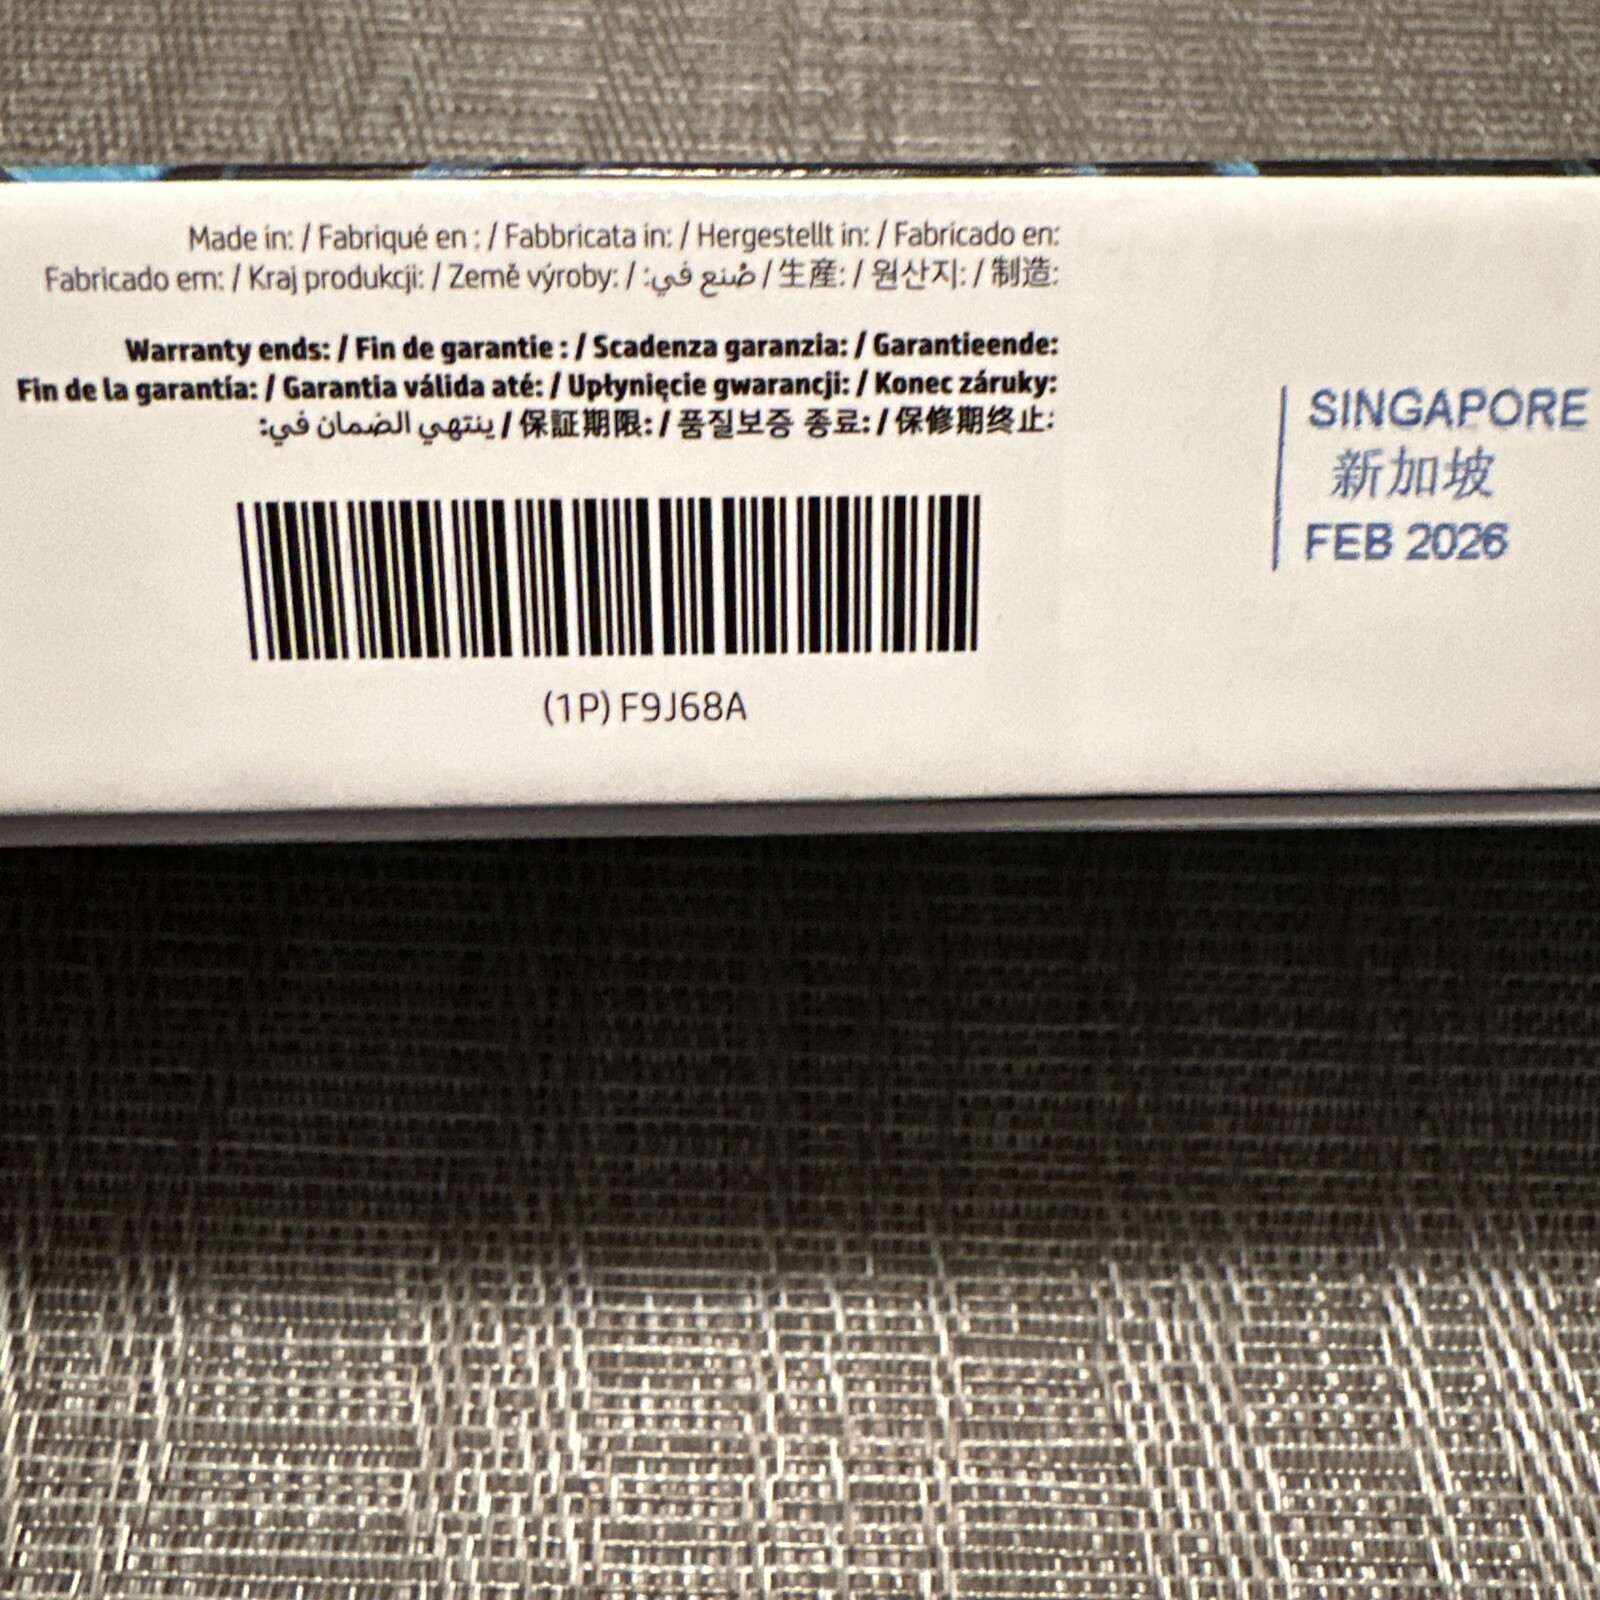 Made in: / Fabriqué en : / Fabbricata in: / Hergestellt in: / Fabricado en:
Fabricado em: / Kraj produkcji: / Země výroby: / صُنع في: / 生産: / 원산지: / 制造:
Warranty ends: / Fin de garantie : / Scadenza garanzia: / Garantieende:
Fin de la garantía: / Garantia válida até: / Upłynięcie gwarancji: / Konec záruky:
ينتهي الضمان في: / 保証期限: / 품질보증 종료: / 保修期终止:
SINGAPORE
新加坡
FEB 2026
(1P) F9J68A